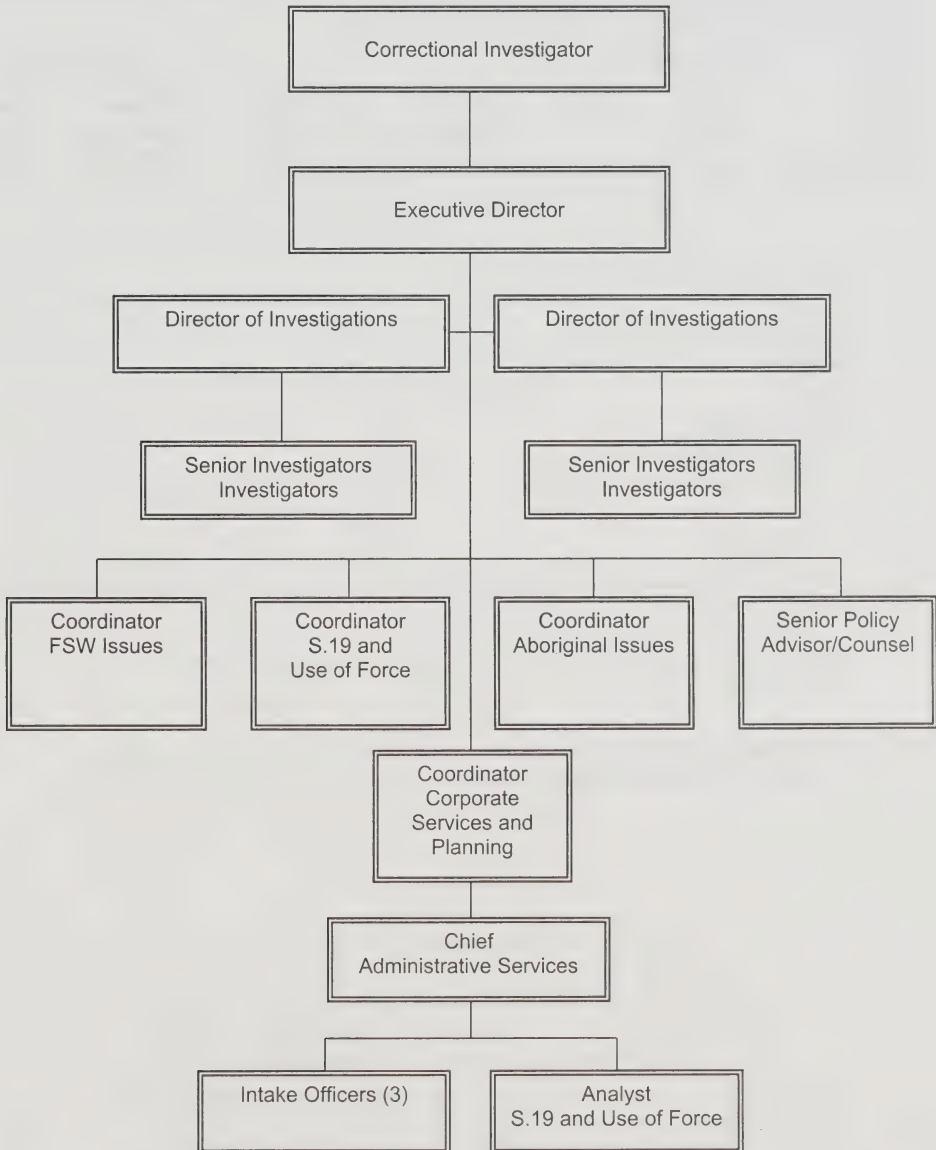 Correctional Investigator
Executive Director
Director of Investigations
Director of Investigations
Senior Investigators
Investigators
Senior Investigators
Investigators
Coordinator
FSW Issues
Coordinator
S.19 and
Use of Force
Coordinator
Aboriginal Issues
Senior Policy
Advisor/Counsel
Coordinator
Corporate
Services and
Planning
Chief
Administrative Services
Intake Officers (3)
Analyst
S.19 and Use of Force